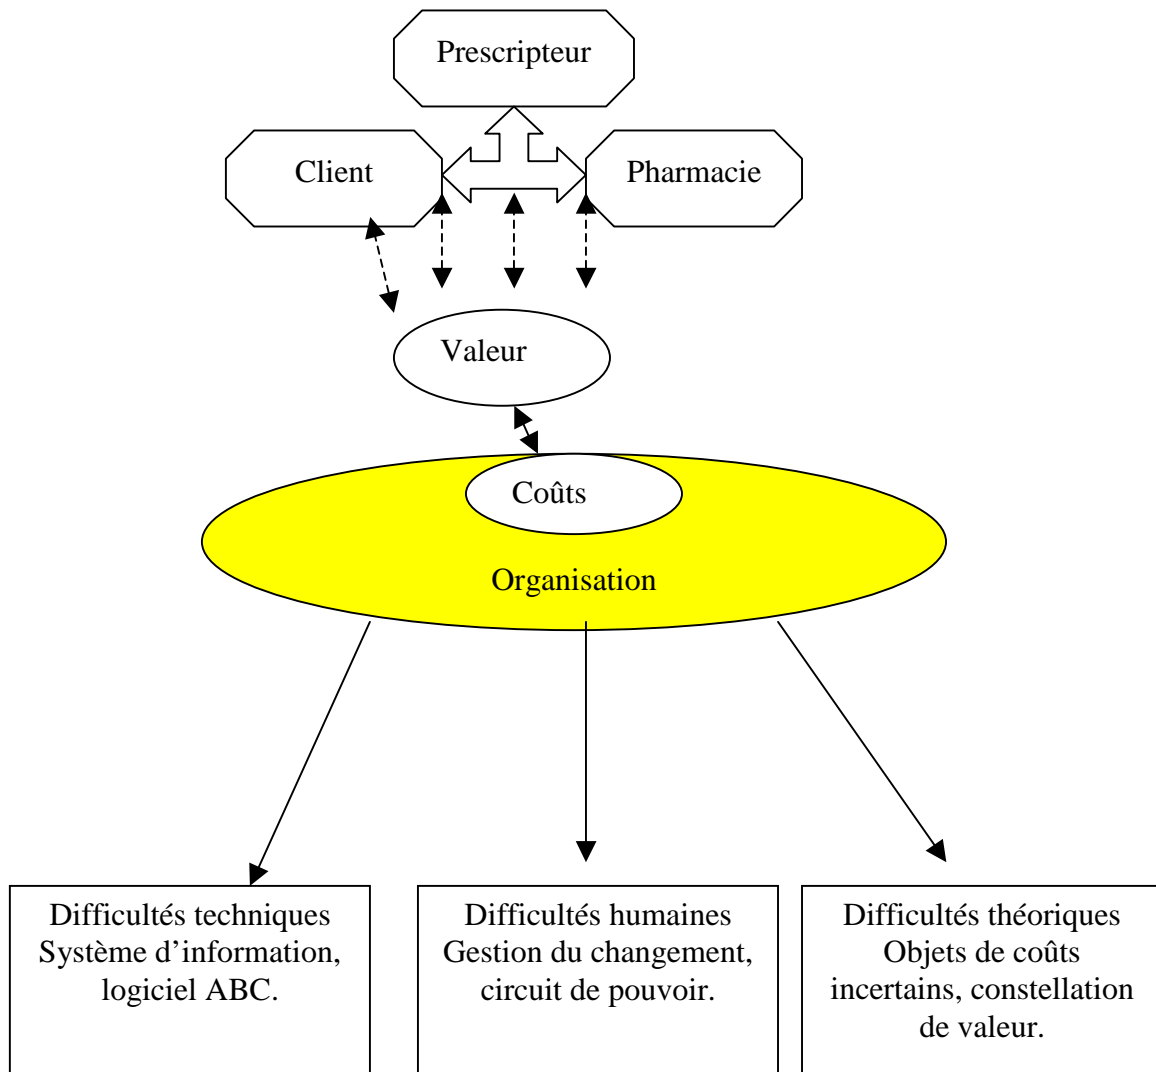 Prescripteur
Client
Pharmacie
Valeur
Coûts
Organisation
Difficultés techniques
Système d’information,
logiciel ABC.
Difficultés humaines
Gestion du changement,
circuit de pouvoir.
Difficultés théoriques
Objets de coûts
incertains, constellation
de valeur.